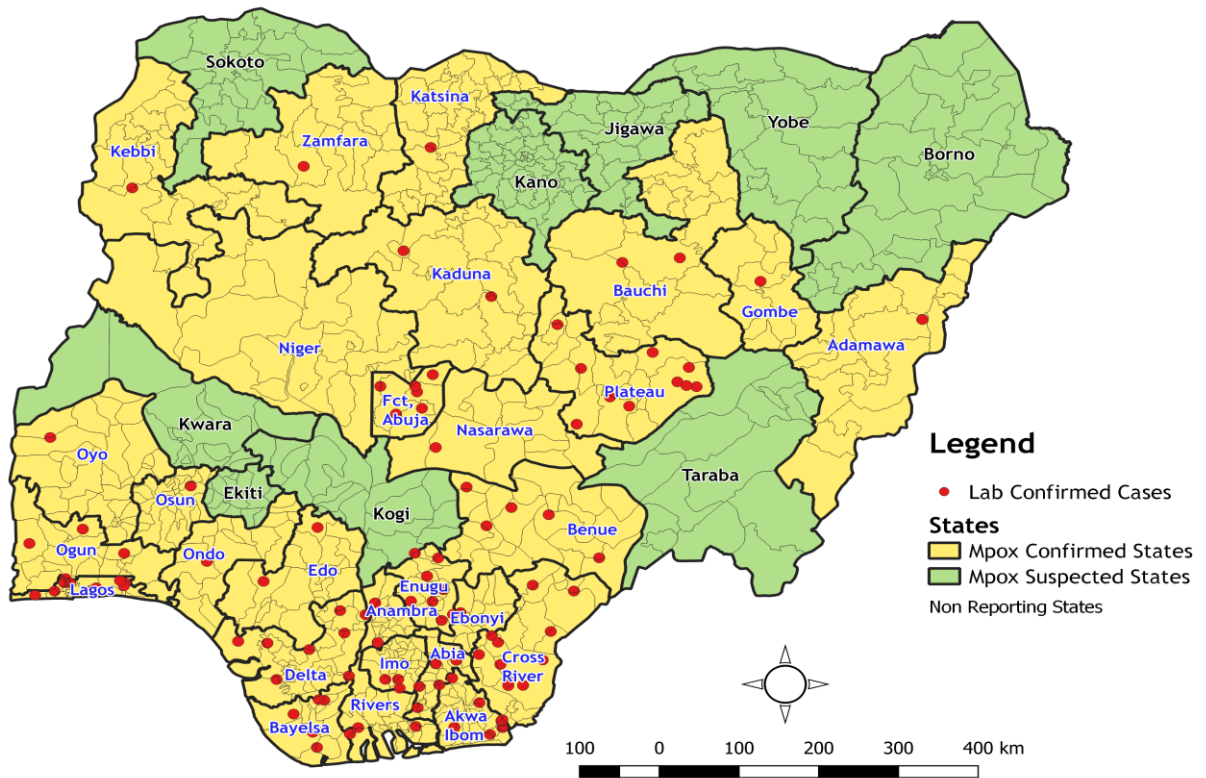 Sokoto
Katsina
Zamfara
Jigawa
Yobe
Kebbi
Borno
Kano
Kaduna
Bauchi
Gombe
Niger
Adamawa
Plateau
Fct,
Abuja
Kwara
Nasarawa
Oyo
Taraba
Ekiti
Osun
Kogi
Benue
Ogun
Ondo
Edo
Lagos
Enugu
Anambra
Ebonyi
Imo
Abia
Cross
River
Delta
Rivers
Bayelsa
Akwa
Ibom
Legend
Lab Confirmed Cases
States
Mpox Confirmed States
Mpox Suspected States
Non Reporting States
100 0 100 200 300 400 km